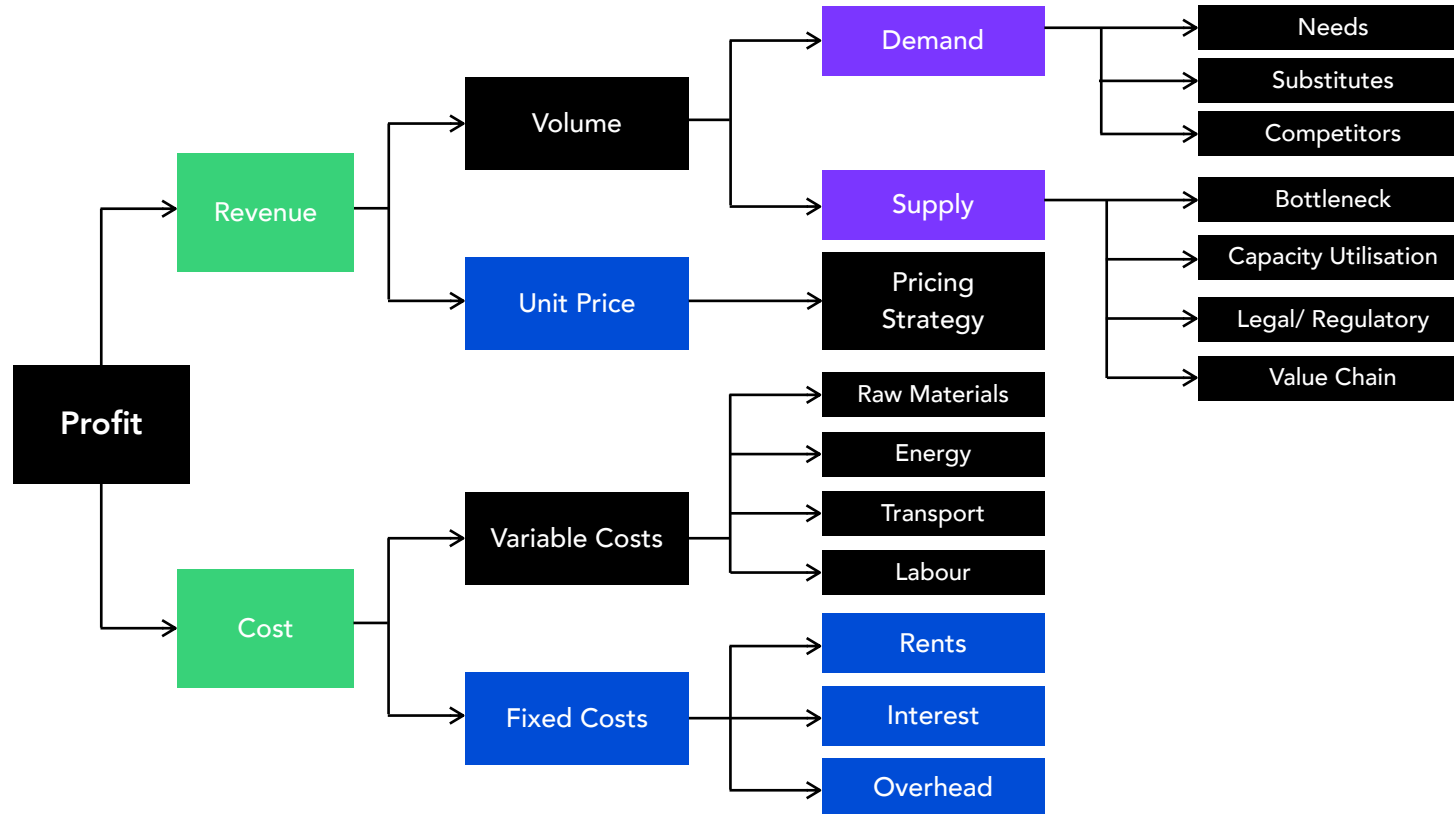 Profit
Revenue
Cost
Volume
Unit Price
Variable Costs
Fixed Costs
Demand
Supply
Pricing
Strategy
Raw Materials
Energy
Transport
Labour
Rents
Interest
Overhead
Needs
Substitutes
Competitors
Bottleneck
Capacity Utilisation
Legal/ Regulatory
Value Chain